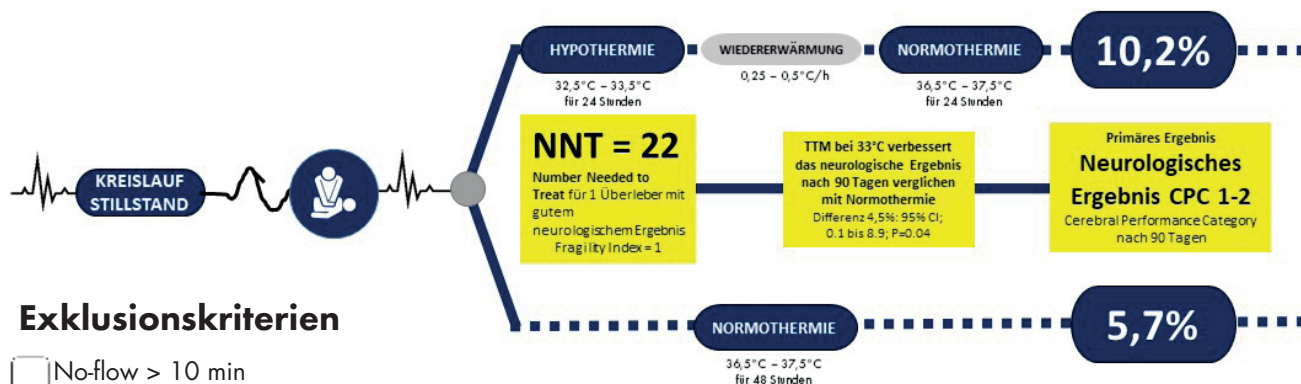 HYPOTHERMIE
32,5°C – 33,5°C
für 24 Stunden
WIEDERERWÄRMUNG
0,25 – 0,5°C/h
NORMOTHERMIE
36,5°C – 37,5°C
für 24 Stunden
10,2%
KREISLAUF
STILLSTAND
NNT = 22
Number Needed to
Treat für 1 Überleber mit
gutem
neurologischem Ergebnis
Fragility Index = 1
TTM bei 33°C verbessert
das neurologische Ergebnis
nach 90 Tagen verglichen
mit Normothermie
Differenz 4,5%: 95% CI;
0.1 bis 8.9; P=0.04
Primäres Ergebnis
Neurologisches
Ergebnis CPC 1-2
Cerebral Performance Category
nach 90 Tagen
NORMOTHERMIE
36,5°C – 37,5°C
für 48 Stunden
5,7%
Exklusionskriterien
No-flow > 10 min